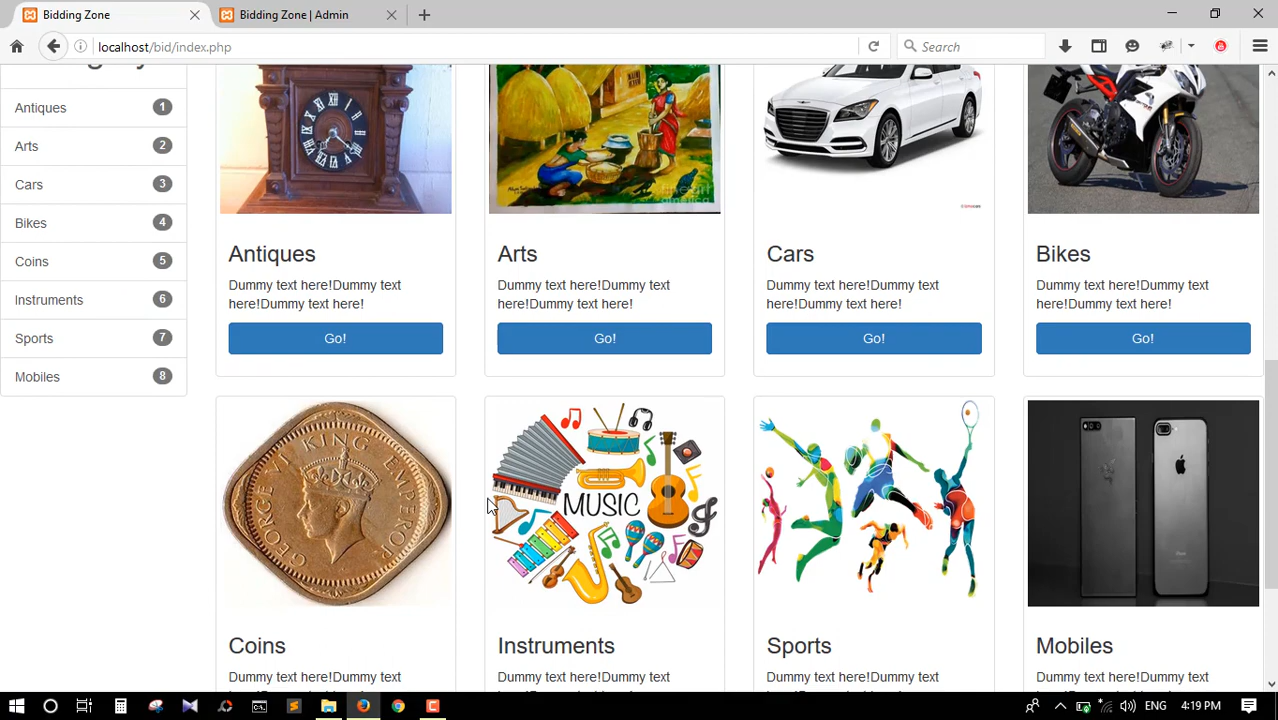 Bidding Zone
Bidding Zone | Admin
localhost/bid/index.php
Search
Antiques 1
Arts 2
Cars 3
Bikes 4
Coins 5
Instruments 6
Sports 7
Mobiles 8
fineart
america
Antiques
Dummy text here!Dummy text
here!Dummy text here!
Go!
Arts
Dummy text here!Dummy text
here!Dummy text here!
Go!
Cars
Dummy text here!Dummy text
here!Dummy text here!
Go!
Bikes
Dummy text here!Dummy text
here!Dummy text here!
Go!
GEORGE VI KING EMPEROR
MUSIC
Coins
Dummy text here!Dummy text
Instruments
Dummy text here!Dummy text
Sports
Dummy text here!Dummy text
Mobiles
Dummy text here!Dummy text
ENG
4:19 PM